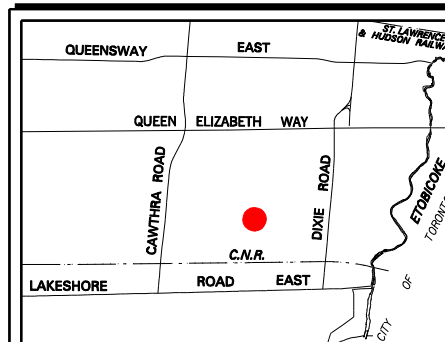 ST. LAWRENCE
& HUDSON RAILWAY
QUEENSWAY EAST
QUEEN ELIZABETH WAY
CAWTHRA ROAD
DIXIE ROAD
ETOBICOKE
C.N.R.
LAKESHORE ROAD EAST
CITY OF